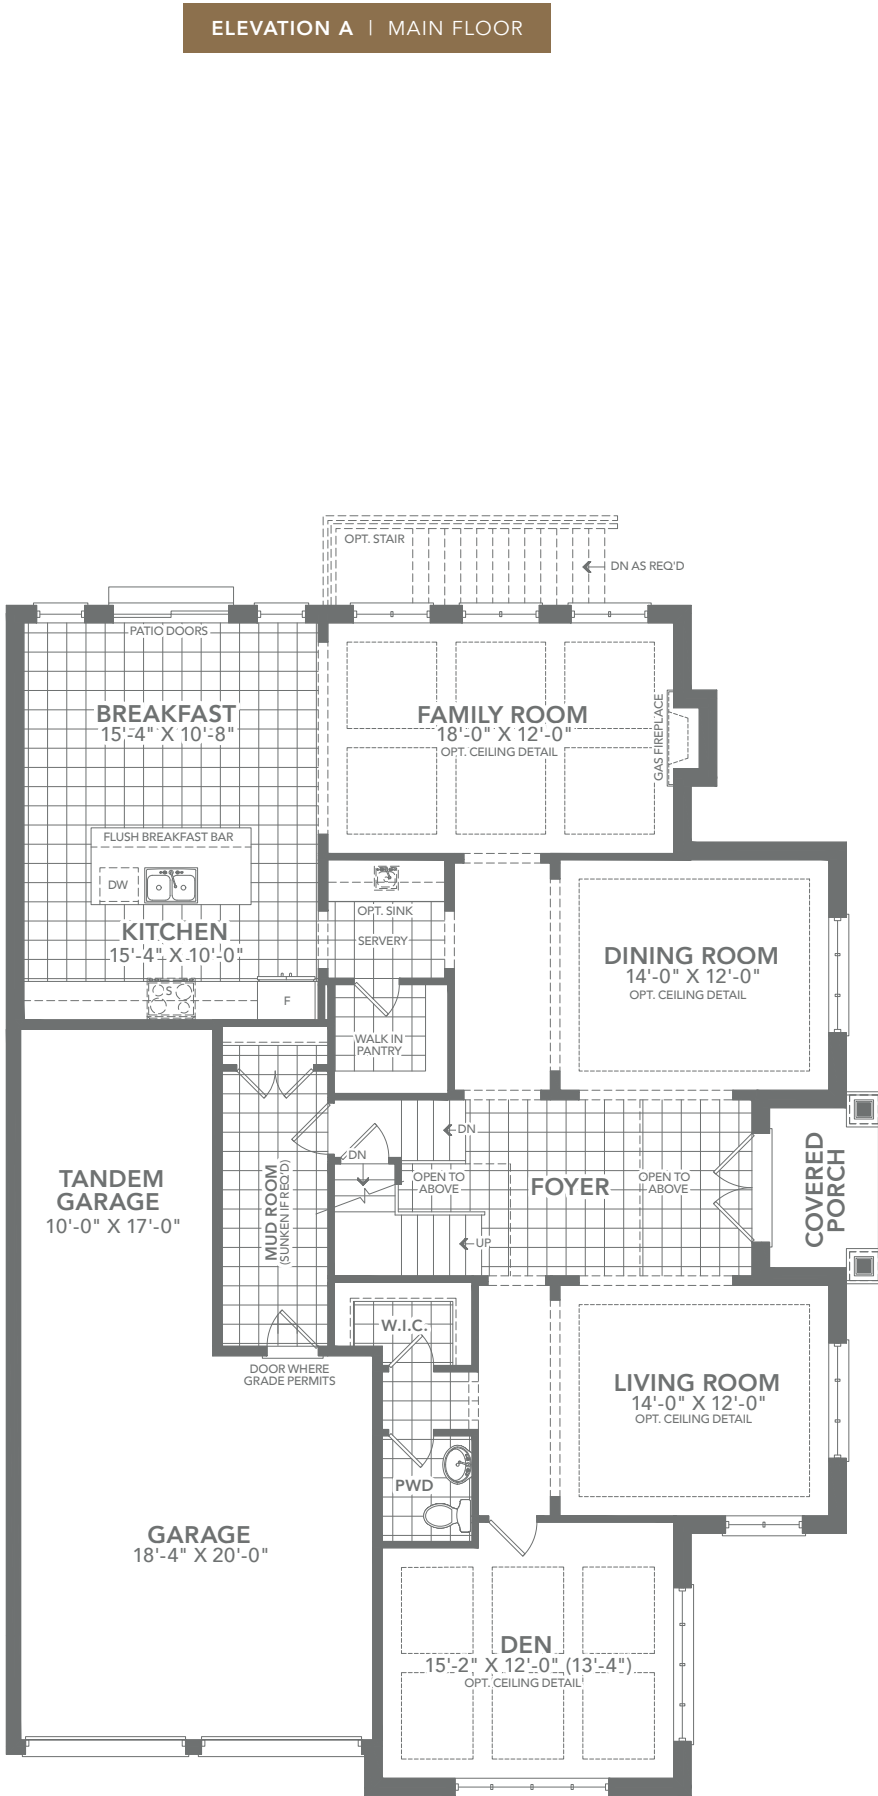 ELEVATION A | MAIN FLOOR
OPT. STAIR
DN AS REQ'D
PATIO DOORS
BREAKFAST
15'-4" X 10'-8"
FAMILY ROOM
18'-0" X 12'-0"
OPT. CEILING DETAIL
GAS FIREPLACE
FLUSH BREAKFAST BAR
DW
KITCHEN
15'-4" X 10'-0"
S
F
OPT. SINK
SERVERY
WALK IN
PANTRY
DINING ROOM
14'-0" X 12'-0"
OPT. CEILING DETAIL
TANDEM
GARAGE
10'-0" X 17'-0"
MUD ROOM
(SUNKEN IF REQ'D)
DN
DN
OPEN TO
ABOVE
UP
FOYER
OPEN TO
ABOVE
COVERED
PORCH
DOOR WHERE
GRADE PERMITS
W.I.C.
LIVING ROOM
14'-0" X 12'-0"
OPT. CEILING DETAIL
PWD
GARAGE
18'-4" X 20'-0"
DEN
15'-2" X 12'-0" (13'-4")
OPT. CEILING DETAIL